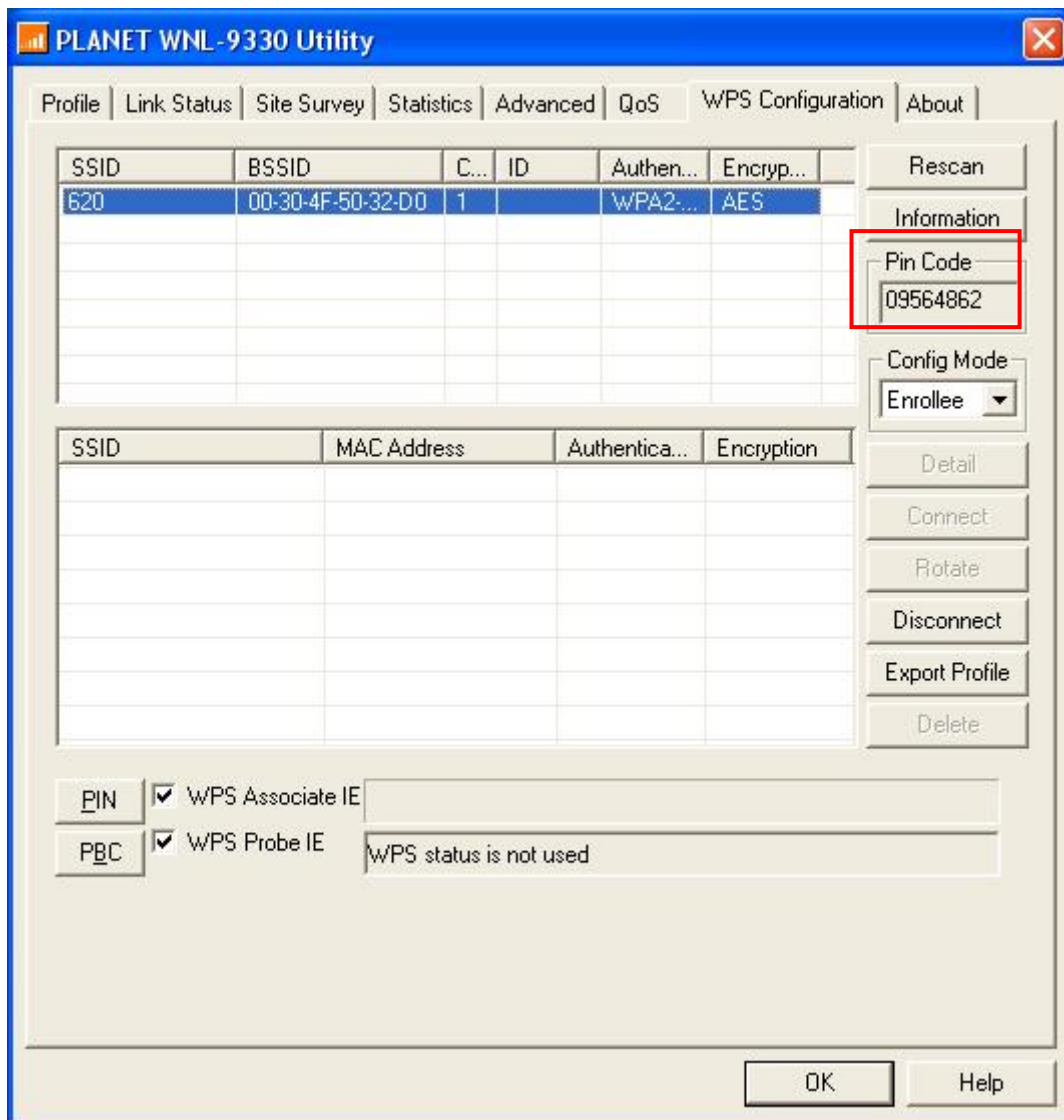 PLANET WNL-9330 Utility
Profile Link Status Site Survey Statistics Advanced QoS WPS Configuration About
SSID BSSID C... ID Authen... Encryp...
620 00-30-4F-50-32-D0 1 WPA2-... AES
Rescan
Information
Pin Code
09564862
Config Mode
Enrollee
SSID MAC Address Authentica... Encryption
Detail
Connect
Rotate
Disconnect
Export Profile
Delete
PIN WPS Associate IE
PBC WPS Probe IE WPS status is not used
OK Help